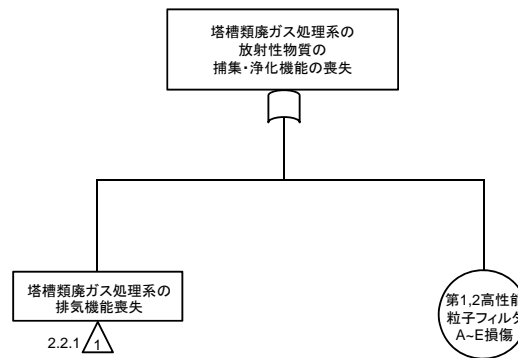 塔槽類廃ガス処理系の
放射性物質の
捕集・浄化機能の喪失
塔槽類廃ガス処理系の
排気機能喪失
2.2.1 1
第1,2高性能
粒子フィルタ
A~E損傷